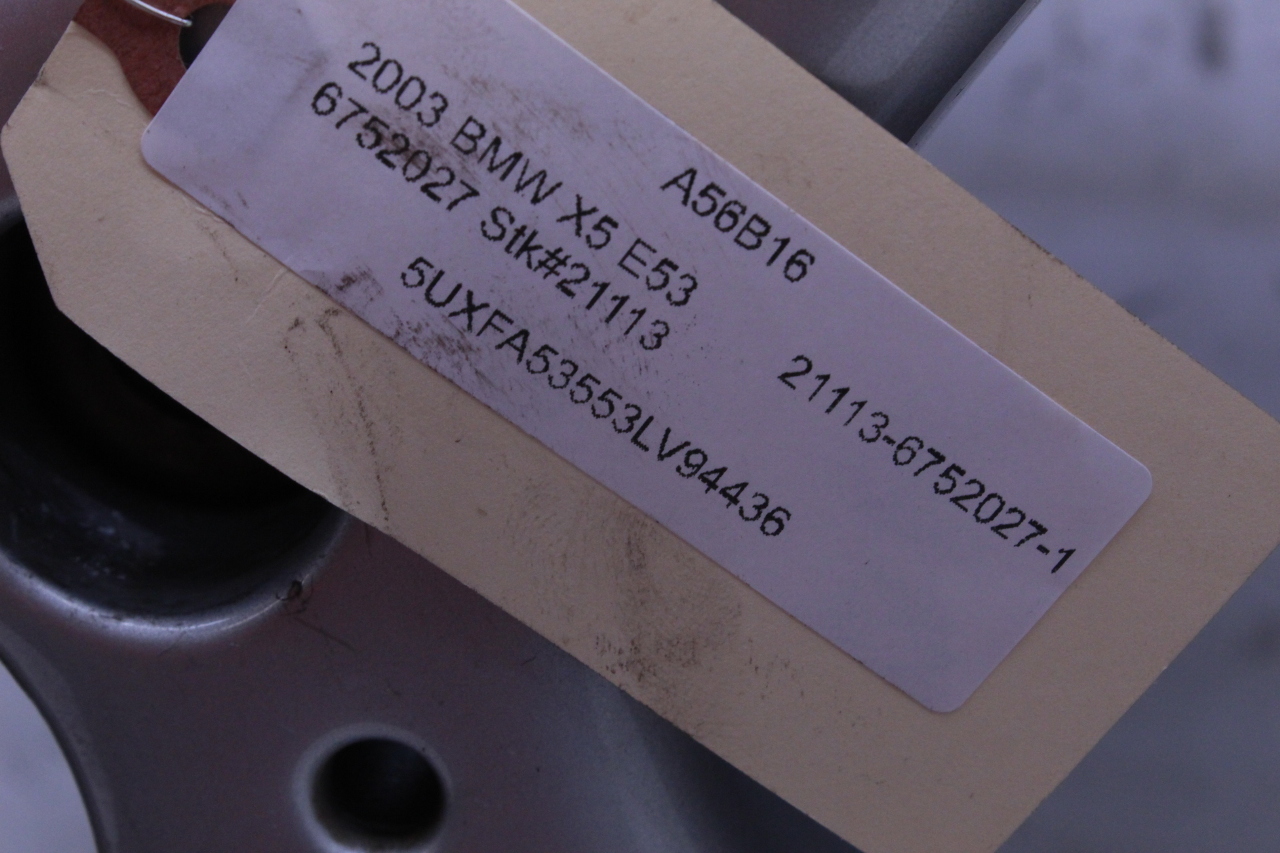 A56B16
2003 BMW X5 E53
6752027 Stk#21113
21113-6752027-1
5UXFA53553LV94436